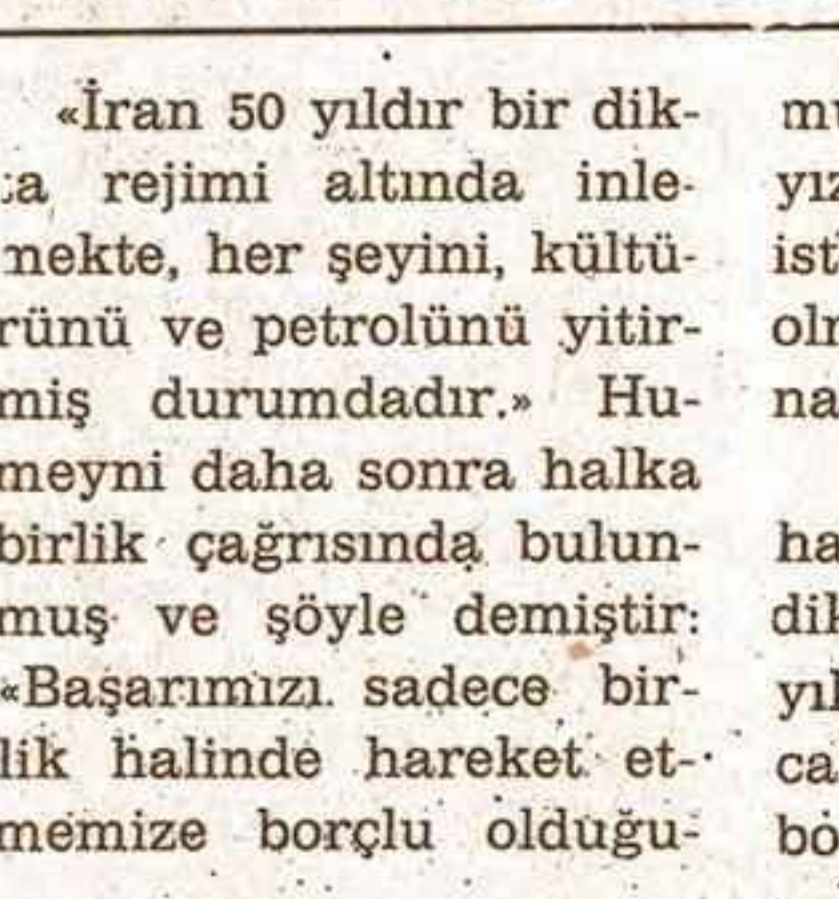 «İran 50 yıldır bir dik-
ta rejimi altında inle-
mekte, her şeyini, kültü-
rünü ve petrolünü yitir-
miş durumdadır.» Hu-
meyni daha sonra halka
birlik çağrısında bulun-
muş ve şöyle demiştir:
«Başarımızı sadece bir-
lik halinde hareket et-
memize borçlu olduğu-